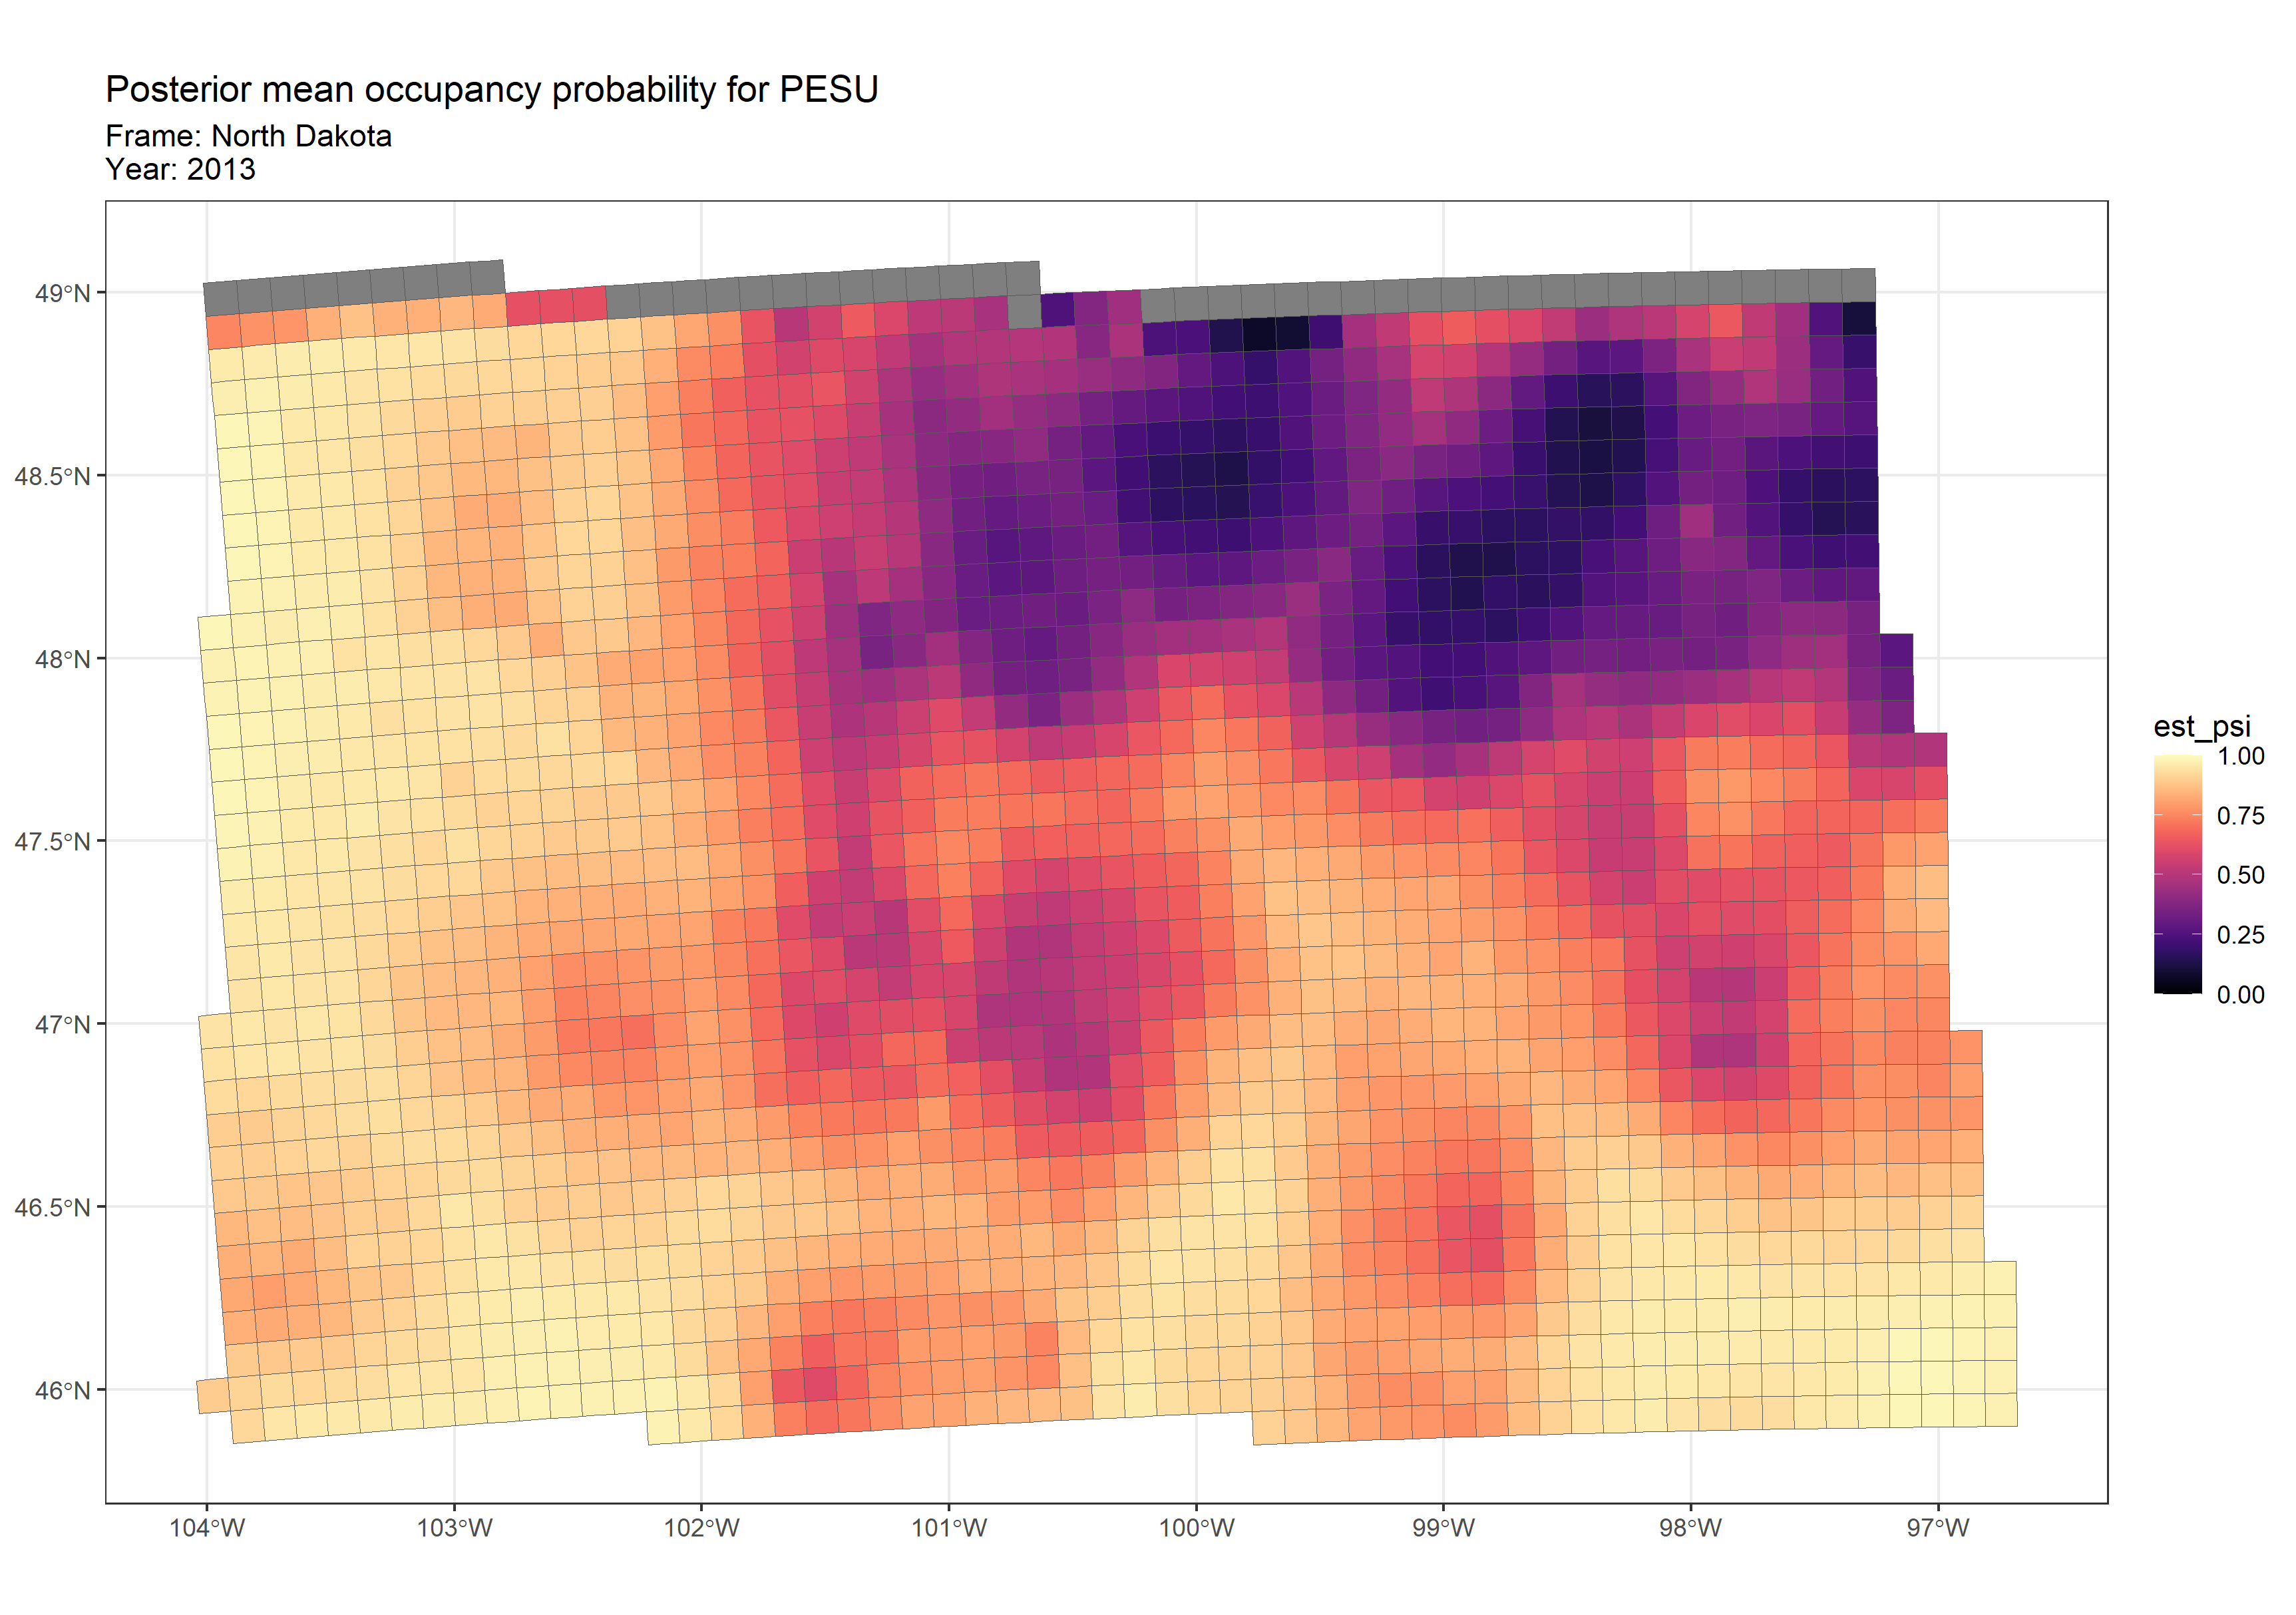 Posterior mean occupancy probability for PESU
Frame: North Dakota
Year: 2013
49°N
48.5°N
48°N
47.5°N
47°N
46.5°N
46°N
104°W
103°W
102°W
101°W
100°W
99°W
98°W
97°W
est_psi
1.00
0.75
0.50
0.25
0.00